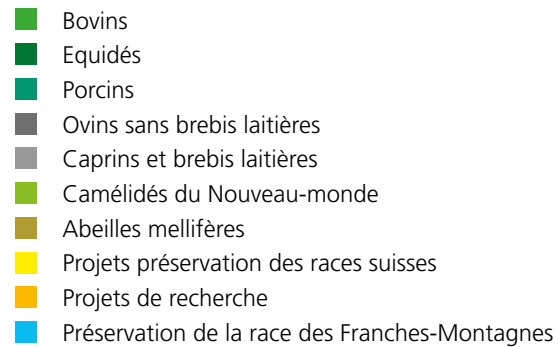 Bovins
Equidés
Porcins
Ovins sans brebis laitières
Caprins et brebis laitières
Camélidés du Nouveau-monde
Abeilles mellifères
Projets préservation des races suisses
Projets de recherche
Préservation de la race des Franches-Montagnes